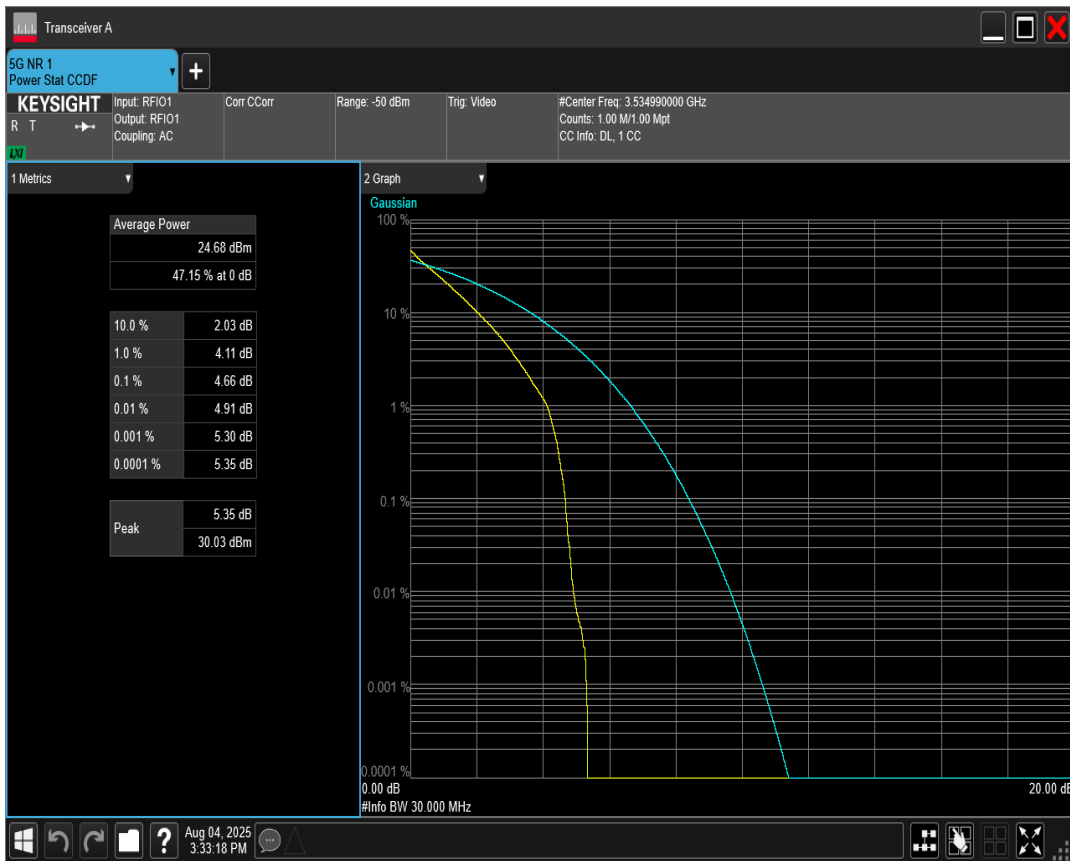 Transceiver A
5G NR 1
Power Stat CCDF
+
KEYSIGHT
R T
LXI
Input: RFIO1
Output: RFIO1
Coupling: AC
Corr CCorr
Range: -50 dBm
Trig: Video
#Center Freq: 3.534990000 GHz
Counts: 1.00 M/1.00 Mpt
CC Info: DL, 1 CC
1 Metrics
Average Power
24.68 dBm
47.15 % at 0 dB
10.0 % 2.03 dB
1.0 % 4.11 dB
0.1 % 4.66 dB
0.01 % 4.91 dB
0.001 % 5.30 dB
0.0001 % 5.35 dB
Peak 5.35 dB
30.03 dBm
2 Graph
Gaussian
100 %
10 %
1 %
0.1 %
0.01 %
0.001 %
0.0001 %
0.00 dB 20.00 dB
#Info BW 30.000 MHz
?
Aug 04, 2025
3:33:18 PM